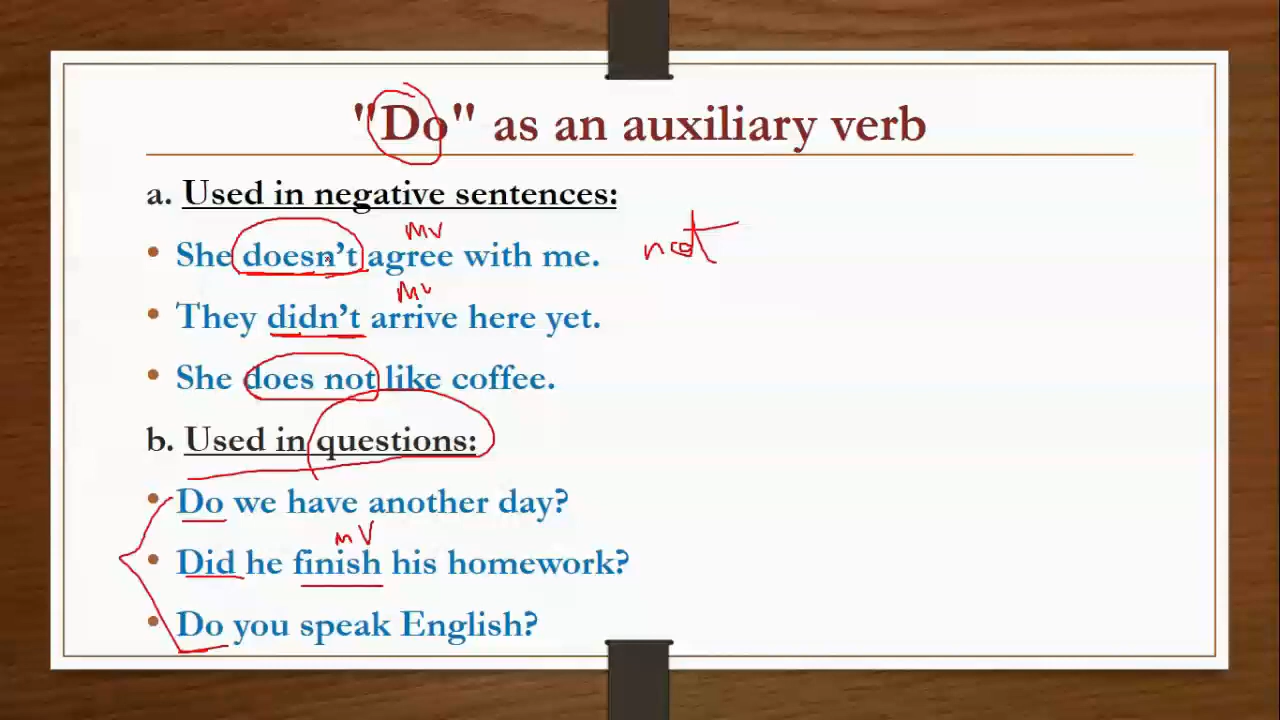 "Do" as an auxiliary verb
a. Used in negative sentences:
mv
• She doesn't agree with me. not
mv
• They didn't arrive here yet.
• She does not like coffee.
b. Used in questions:
• Do we have another day?
mv
• Did he finish his homework?
• Do you speak English?